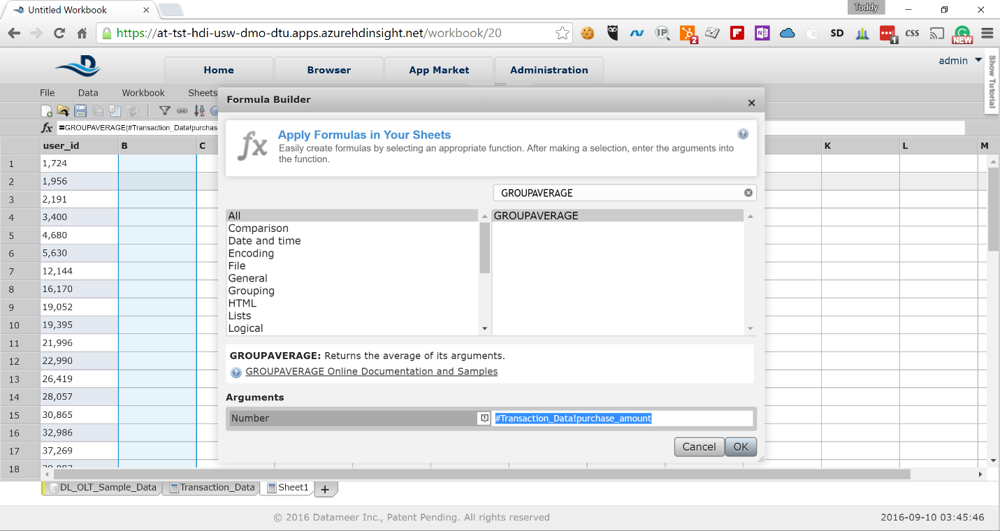 Untitled Workbook
Toddy
https://at-tst-hdi-usw-dmo-dtu.apps.azurehdinsight.net/workbook/20
IP
2
SD
1
CSS
NEW
D
Home
Browser
App Market
Administration
admin
Show Tutorial
File
Data
Workbook
Sheets
Formula Builder
fx
=GROUPAVERAGE(#Transaction_Data!purchas
fx
Apply Formulas in Your Sheets
Easily create formulas by selecting an appropriate function. After making a selection, enter the arguments into
the function.
user_id
B
C
K
L
M
1 1,724
2 1,956
3 2,191
4 3,400
5 4,680
6 5,630
7 12,144
8 16,170
9 19,052
10 19,395
11 21,996
12 22,990
13 26,419
14 28,057
15 30,865
16 32,986
17 37,269
18
GROUPAVERAGE
All
Comparison
Date and time
Encoding
File
General
Grouping
HTML
Lists
Logical
GROUPAVERAGE
GROUPAVERAGE: Returns the average of its arguments.
GROUPAVERAGE Online Documentation and Samples
Arguments
Number
#Transaction_Data!purchase_amount
Cancel
OK
DL_OLT_Sample_Data
Transaction_Data
Sheet1
+
© 2016 Datameer Inc., Patent Pending. All rights reserved
2016-09-10 03:45:46